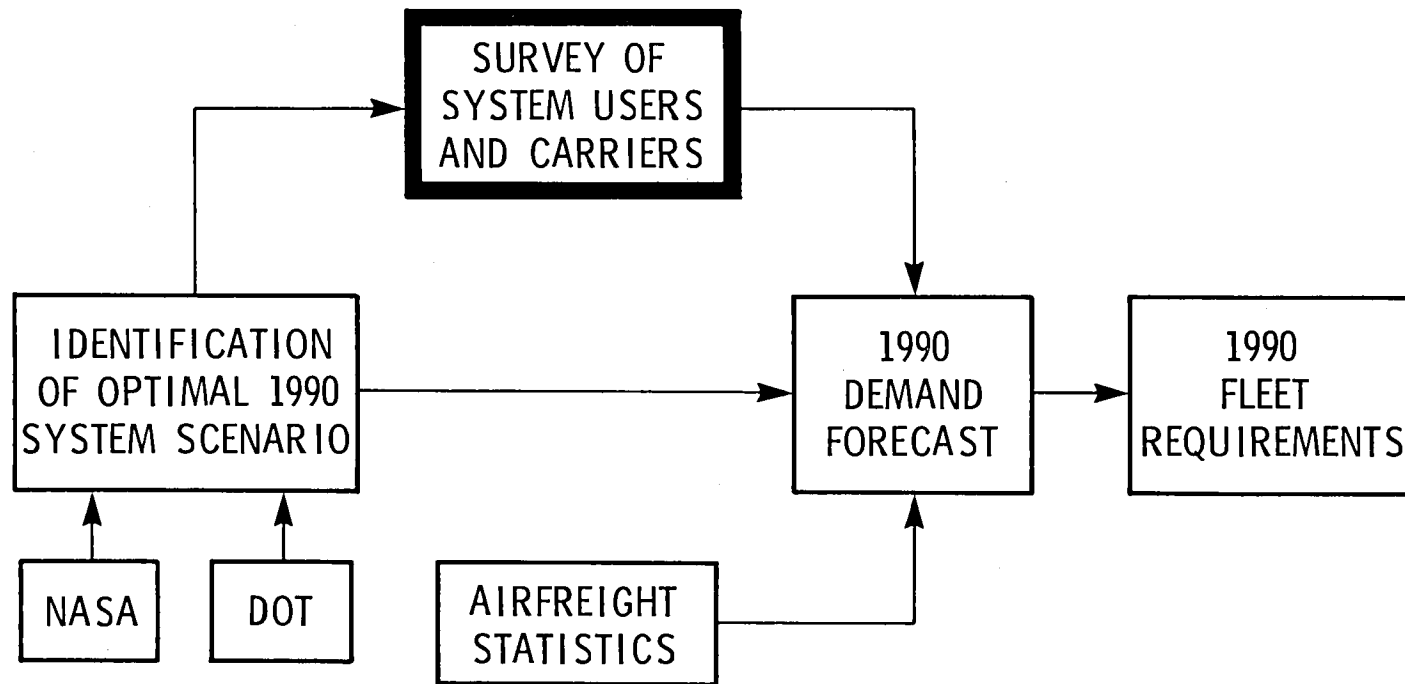 SURVEY OF
SYSTEM USERS
AND CARRIERS
IDENTIFICATION
OF OPTIMAL 1990
SYSTEM SCENARIO
1990
DEMAND
FORECAST
1990
FLEET
REQUIREMENTS
NASA
DOT
AIRFREIGHT
STATISTICS